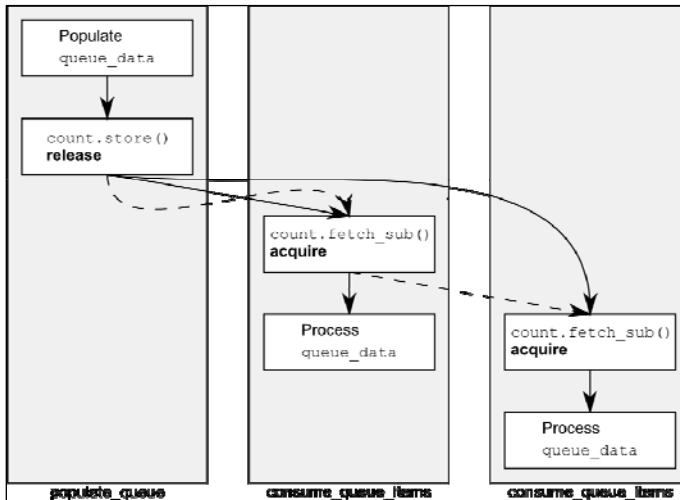 Populate
queue_data
count.store()
release
count.fetch_sub()
acquire
Process
queue_data
count.fetch_sub()
acquire
Process
queue_data
populate_queue
consume_queue_items
consume_queue_items